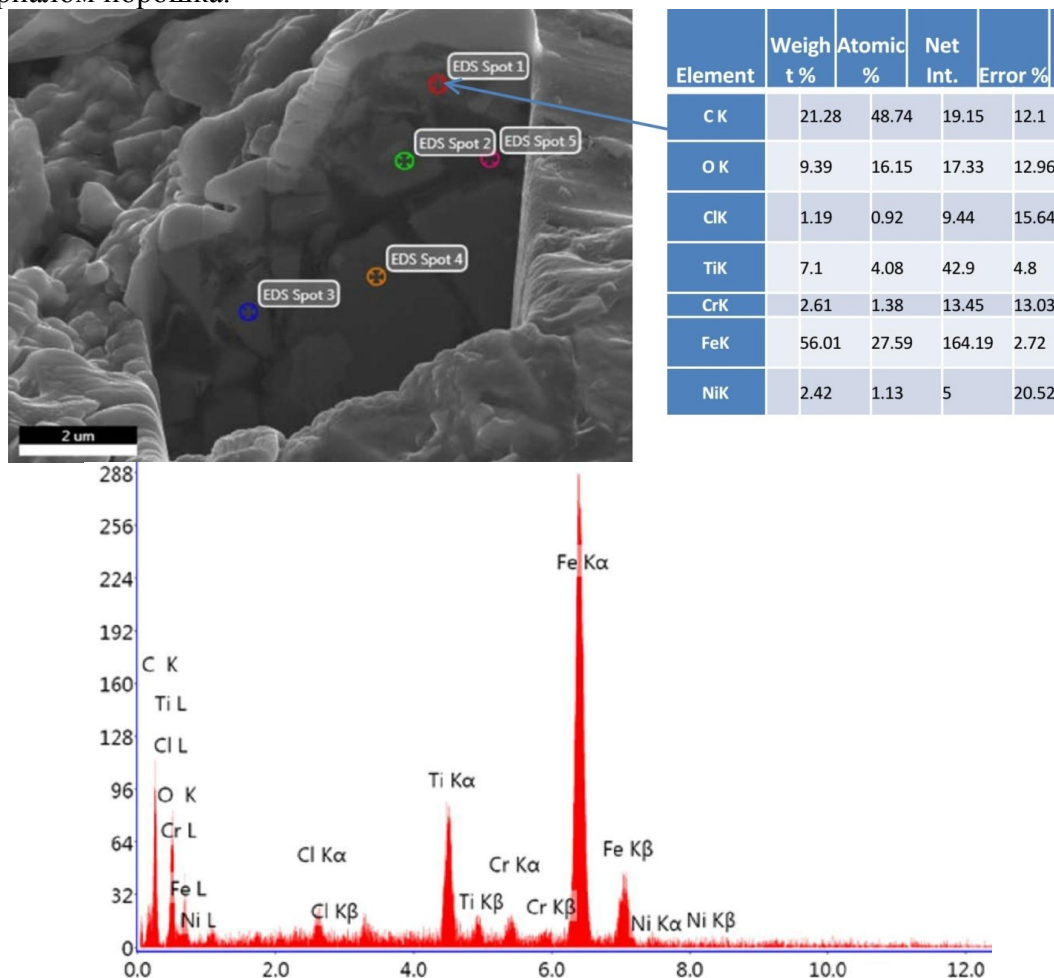 EDS Spot 1
EDS Spot 2
EDS Spot 5
EDS Spot 4
EDS Spot 3
2 um
Element Weigh t % Atomic % Net Int. Error %
C K 21.28 48.74 19.15 12.1
O K 9.39 16.15 17.33 12.96
ClK 1.19 0.92 9.44 15.64
TiK 7.1 4.08 42.9 4.8
CrK 2.61 1.38 13.45 13.03
FeK 56.01 27.59 164.19 2.72
NiK 2.42 1.13 5 20.52
288
256
224
192
160
128
96
64
32
0
C K
Ti L
Cl L
O K
Cr L
Fe L
Ni L
Cl Kα
Cl Kβ
Ti Kα
Ti Kβ
Cr Kα
Cr Kβ
Fe Kα
Fe Kβ
Ni Kα
Ni Kβ
0.0 2.0 4.0 6.0 8.0 10.0 12.0